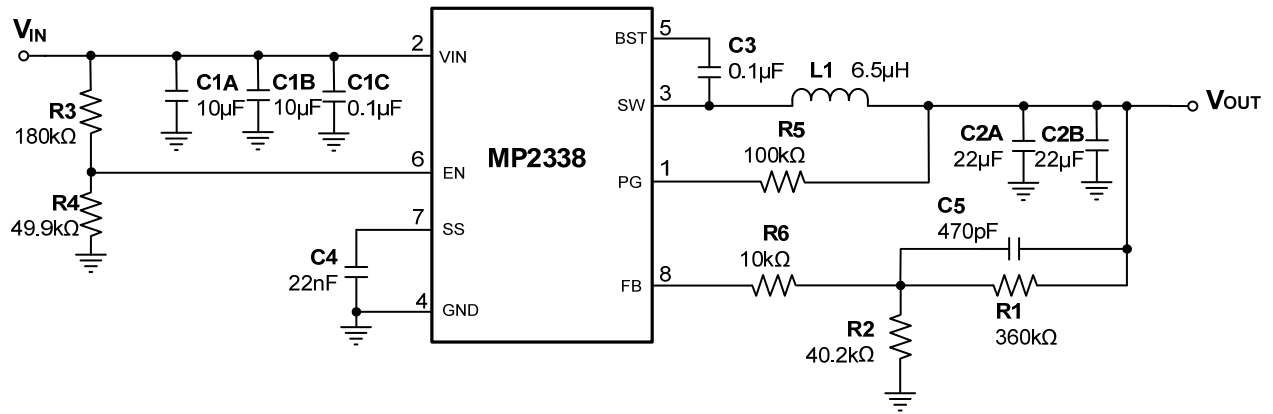 VIN
R3
180kΩ
R4
49.9kΩ
C1A
10µF
C1B
10µF
C1C
0.1µF
C4
22nF
2
6
7
4
VIN
EN
SS
GND
MP2338
BST
SW
PG
FB
5
3
1
8
C3
0.1µF
L1
6.5µH
R5
100kΩ
C2A
22µF
C2B
22µF
VOUT
C5
470pF
R6
10kΩ
R2
40.2kΩ
R1
360kΩ